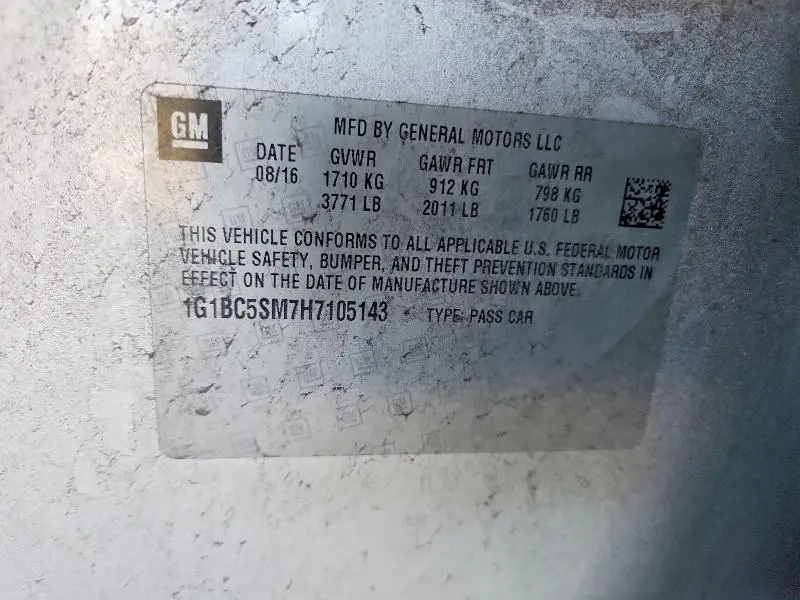 GM
MFD BY GENERAL MOTORS LLC
DATE GVWR GAWR FRT GAWR RR
08/16 1710 KG 912 KG 798 KG
3771 LB 2011 LB 1760 LB
THIS VEHICLE CONFORMS TO ALL APPLICABLE U.S. FEDERAL MOTOR
VEHICLE SAFETY, BUMPER, AND THEFT PREVENTION STANDARDS IN
EFFECT ON THE DATE OF MANUFACTURE SHOWN ABOVE.
1G1BC5SM7H7105143 TYPE: PASS CAR